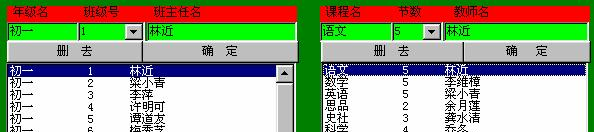 年级名 班级号 班主任名
初一 1 林近
删 去 确 定
初一 1 林近
初一 2 梁小青
初一 3 李萍
初一 4 许明可
初一 5 谭道友
初一 6
课程名 节数 教师名
语文 5 林近
删 去 确 定
语文 5 林近
数学 5 李维樟
英语 5 梁小青
思品 2 余月莲
史社 3 龚水清
科学 4 乔冬